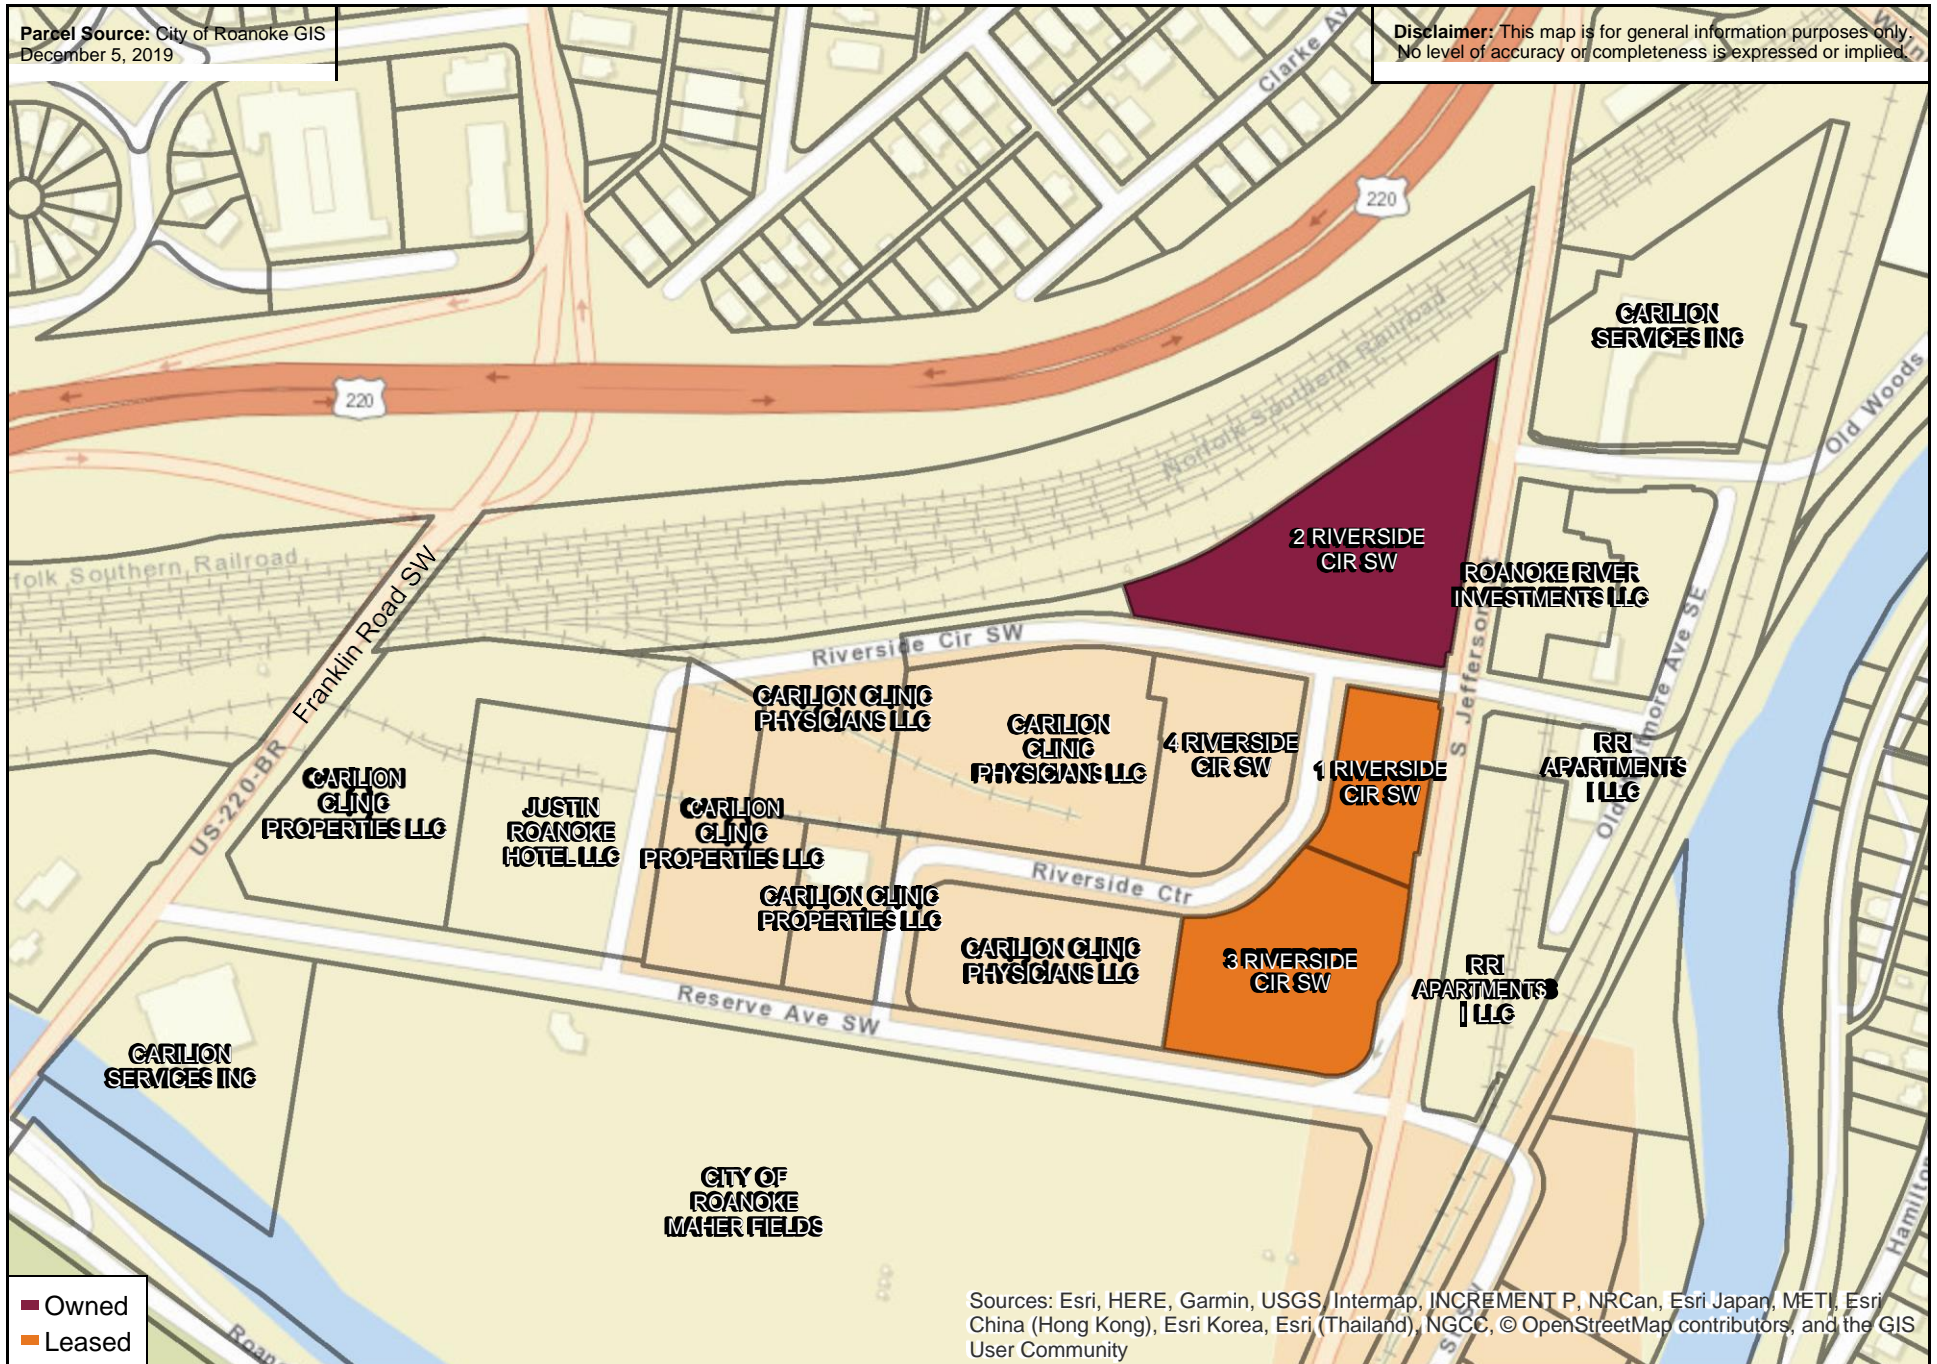 Parcel Source: City of Roanoke GIS
December 5, 2019
Disclaimer: This map is for general information purposes only.
No level of accuracy or completeness is expressed or implied.
Clarke Av
220
220
CARILION
SERVICES INC
Old Woods
Norfolk Southern Railroad
folk Southern Railroad
Franklin Road SW
US-220-BR
2 RIVERSIDE
CIR SW
ROANOKE RIVER
INVESTMENTS LLC
S Jefferson
Old Whitmore Ave SE
Riverside Cir SW
CARILION CLINIC
PHYSICIANS LLC
CARILION
CLINIC
PHYSICIANS LLC
4 RIVERSIDE
CIR SW
1 RIVERSIDE
CIR SW
RRI
APARTMENTS
I LLC
CARILION
CLINIC
PROPERTIES LLC
JUSTIN
ROANOKE
HOTEL LLC
CARILION
CLINIC
PROPERTIES LLC
CARILION CLINIC
PROPERTIES LLC
Riverside Ctr
CARILION CLINIC
PHYSICIANS LLC
3 RIVERSIDE
CIR SW
RRI
APARTMENTS
I LLC
Reserve Ave SW
CARILION
SERVICES INC
CITY OF
ROANOKE
MAHER FIELDS
Hamilton
Owned
Leased
Roan
St SW
Sources: Esri, HERE, Garmin, USGS, Intermap, INCREMENT P, NRCan, Esri Japan, METI, Esri
China (Hong Kong), Esri Korea, Esri (Thailand), NGCC, © OpenStreetMap contributors, and the GIS
User Community